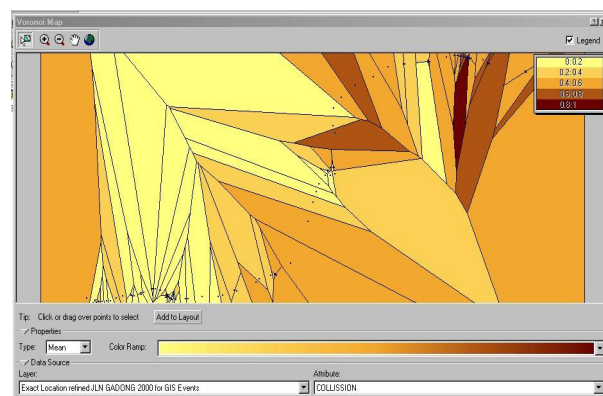 Voronoi Map
Legend
0:0.2
0.2:0.4
0.4:0.6
0.6:0.8
0.8:1
Tip: Click or drag over points to select
Add to Layout
Properties
Type: Mean Color Ramp:
Data Source
Layer: Attribute:
Exact Location refined JLN GADONG 2000 for GIS Events COLLISSION